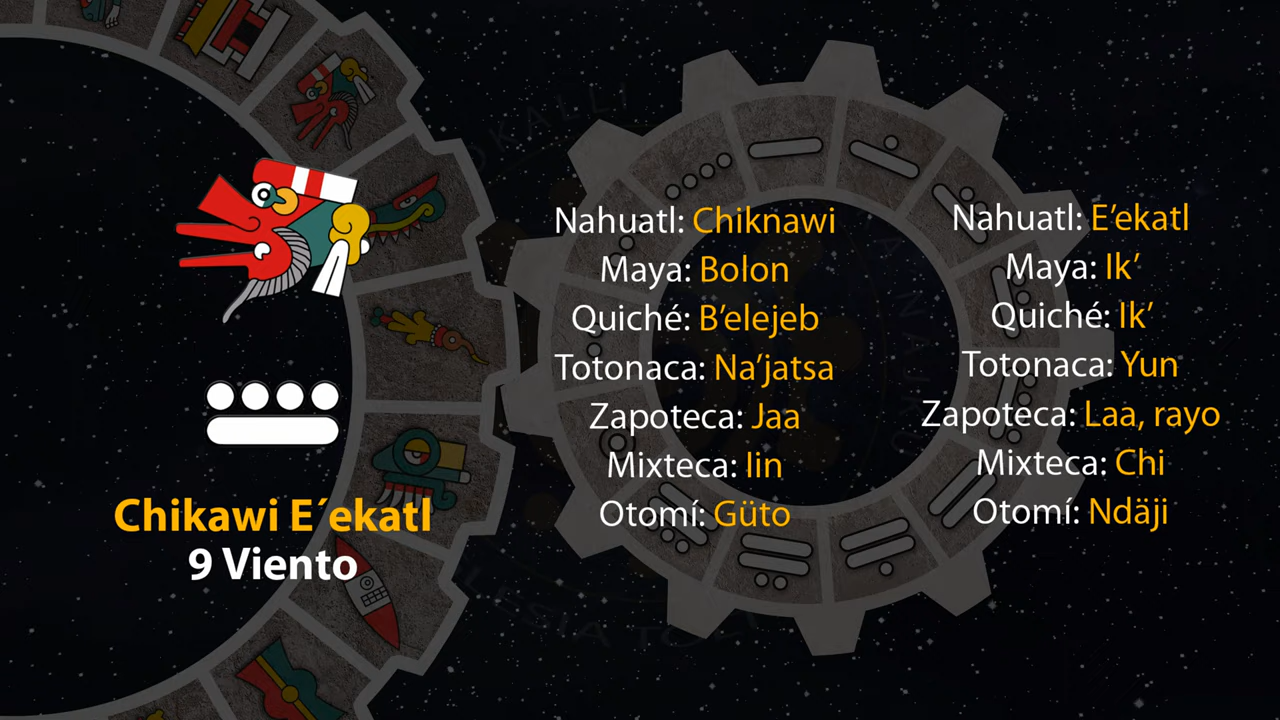 Chikawi E´ekatl
9 Viento
Nahuatl: Chiknawi
Maya: Bolon
Quiché: B’elejeb
Totonaca: Na’jatsa
Zapoteca: Jaa
Mixteca: Iin
Otomí: Güto
Nahuatl: E’ekatl
Maya: Ik’
Quiché: Ik’
Totonaca: Yun
Zapoteca: Laa, rayo
Mixteca: Chi
Otomí: Ndäji